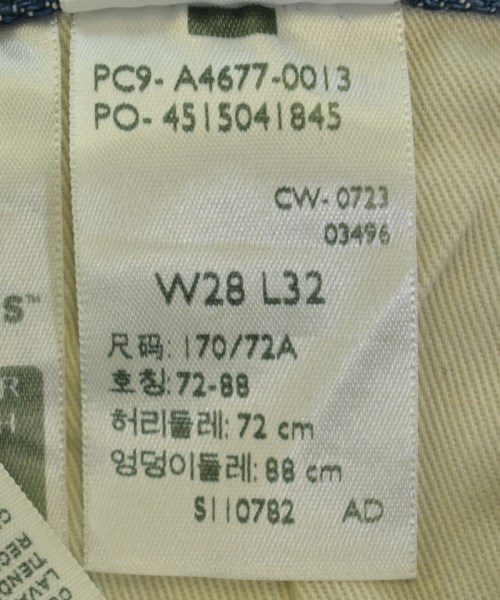 PC9- A4677-0013
PO- 4515041845
CW- 0723
03496
W28 L32
尺码: 170/72A
호칭: 72-88
허리둘레: 72 cm
엉덩이둘레: 88 cm
S110782 AD
S™
R
H